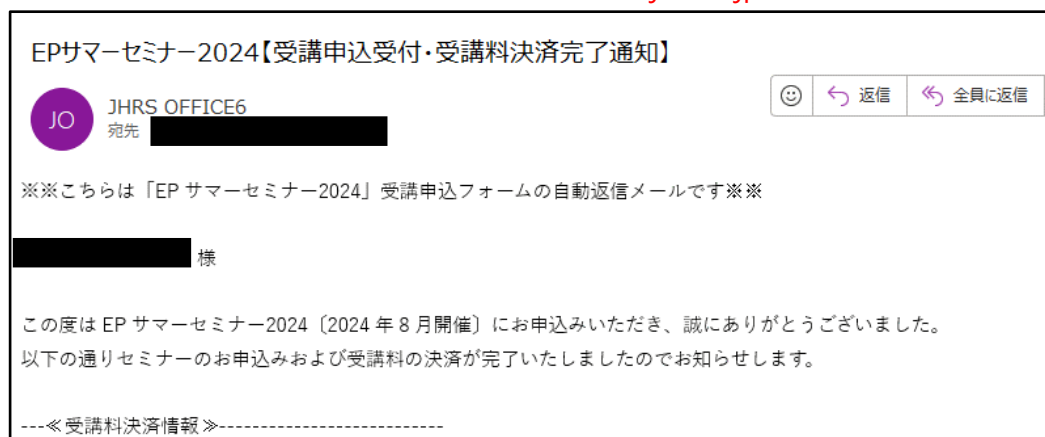 EPサマーセミナー2024【受講申込受付・受講料決済完了通知】
JO
JHRS OFFICE6
宛先
返信
全員に返信
※※こちらは「EP サマーセミナー2024」受講申込フォームの自動返信メールです※※
様
この度は EP サマーセミナー2024〔2024 年 8 月開催〕にお申込みいただき、誠にありがとうございました。
以下の通りセミナーのお申込みおよび受講料の決済が完了いたしましたのでお知らせします。
---≪受講料決済情報≫---------------------------